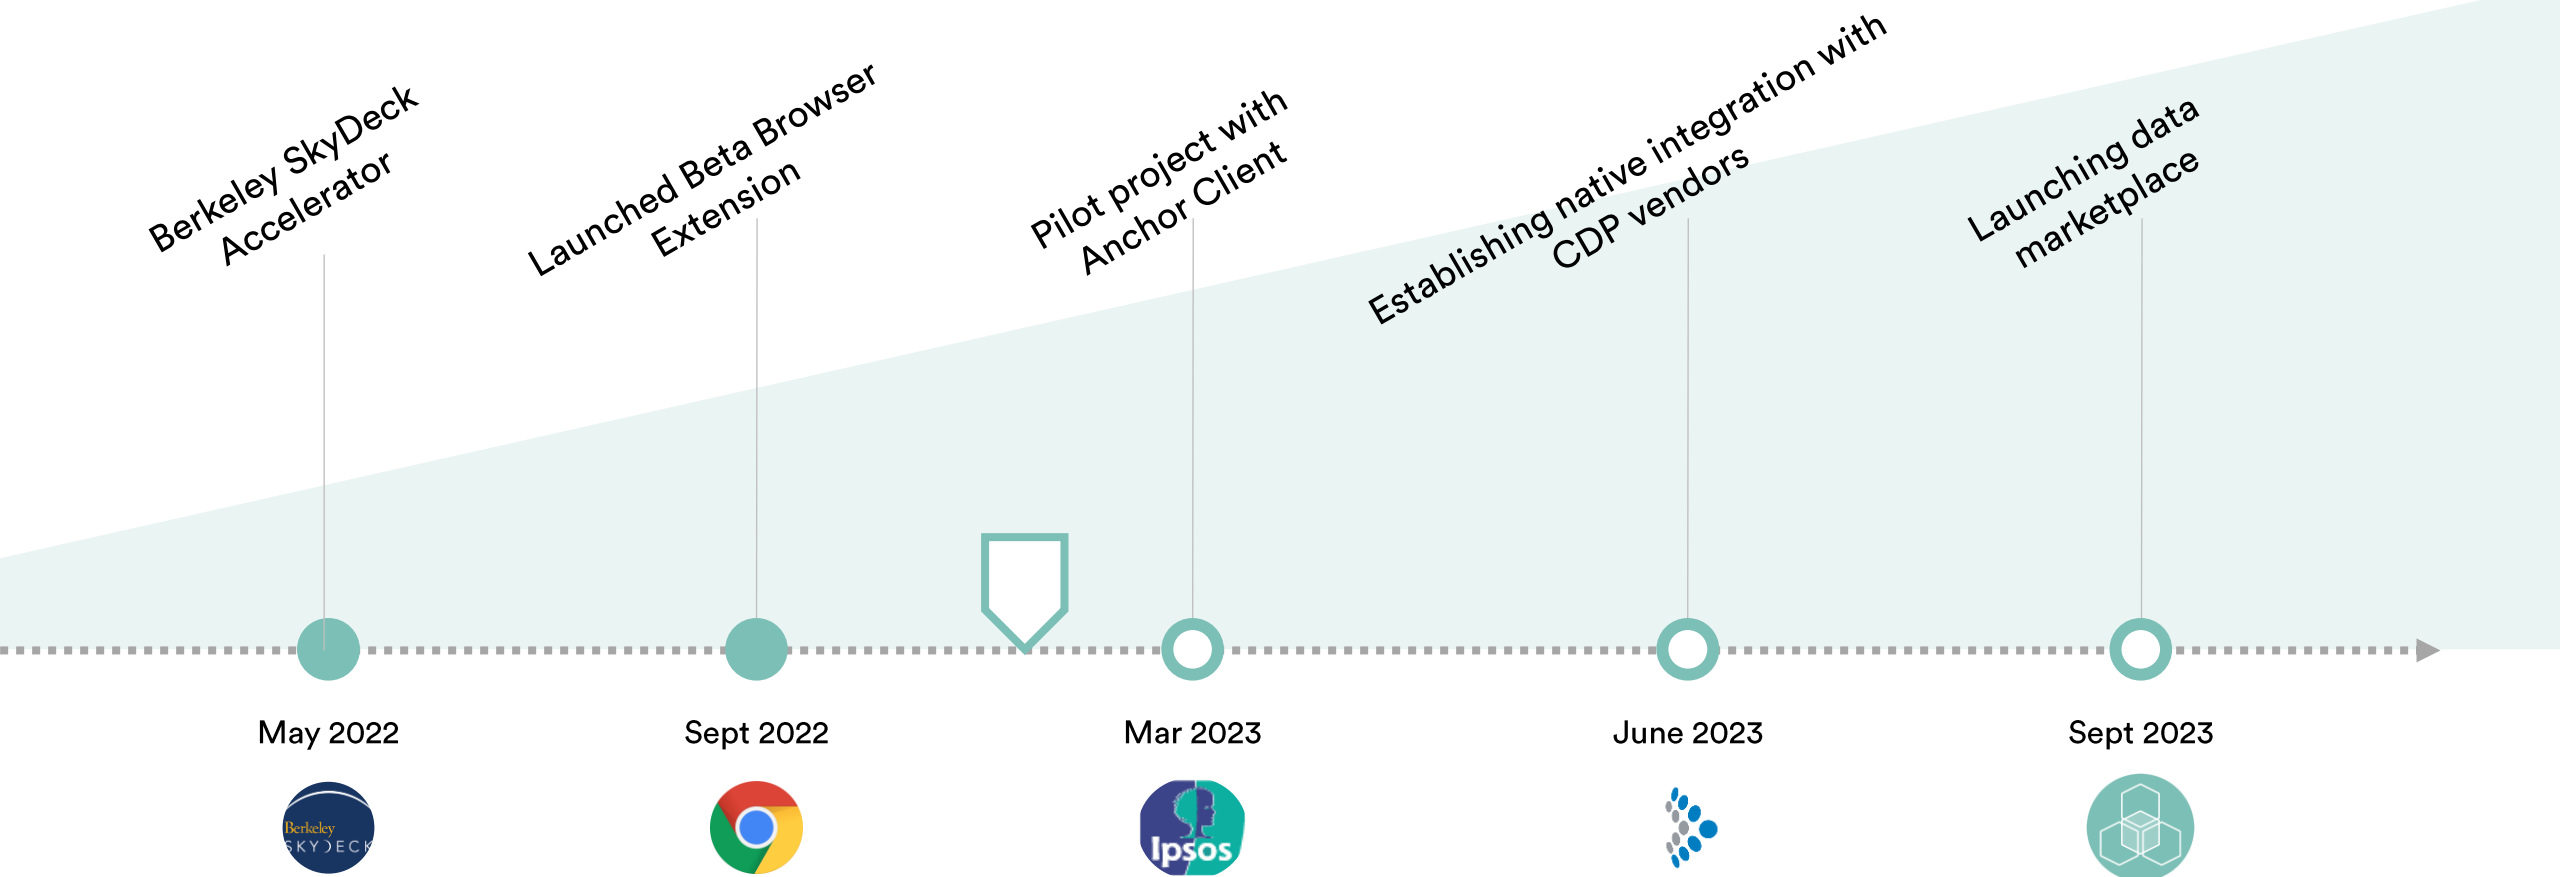 Berkeley SkyDeck
Accelerator
Launched Beta Browser
Extension
Pilot project with
Anchor Client
Establishing native integration with
CDP vendors
Launching data
marketplace
May 2022
Sept 2022
Mar 2023
June 2023
Sept 2023
Berkeley
SKYDECK
Ipsos